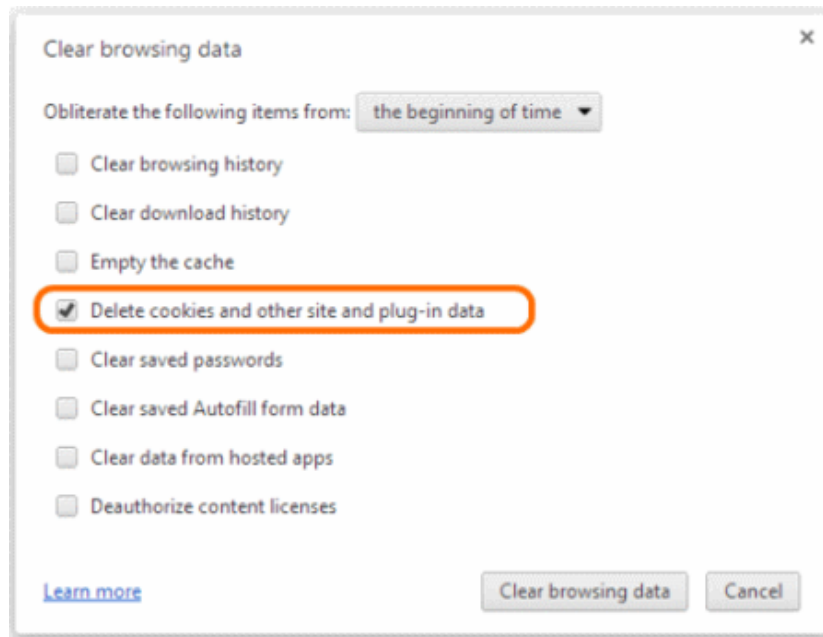 Clear browsing data
Obliterate the following items from: the beginning of time
Clear browsing history
Clear download history
Empty the cache
Delete cookies and other site and plug-in data
Clear saved passwords
Clear saved Autofill form data
Clear data from hosted apps
Deauthorize content licenses
Learn more Clear browsing data Cancel